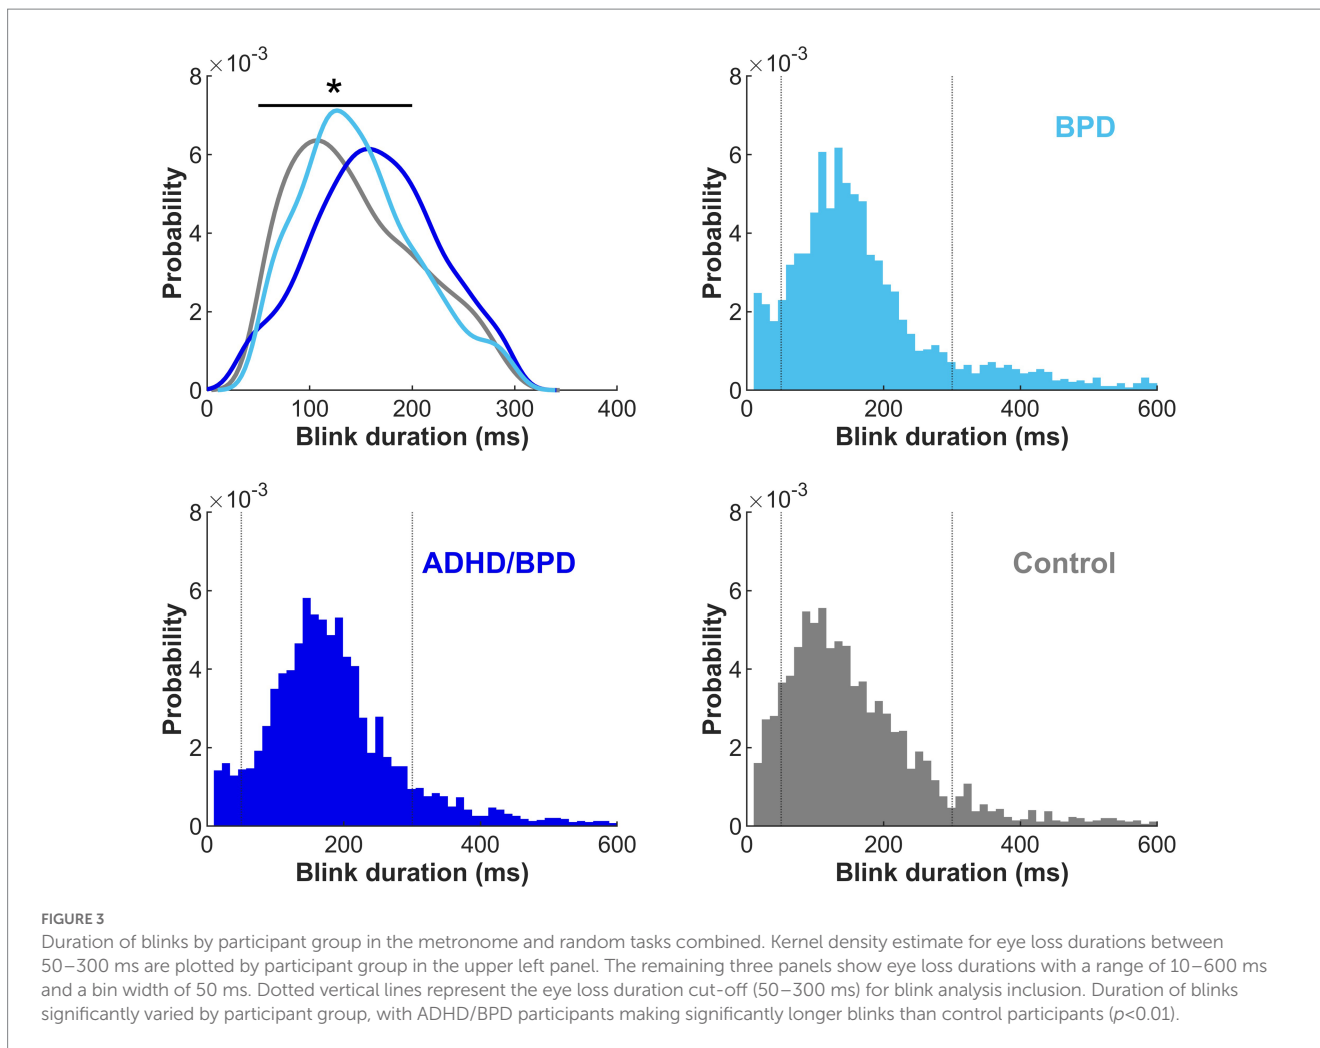 ×10-3
*
8
6
4
2
0
Probability
0 100 200 300 400
Blink duration (ms)
×10-3
BPD
8
6
4
2
0
Probability
0 200 400 600
Blink duration (ms)
×10-3
ADHD/BPD
8
6
4
2
0
Probability
0 200 400 600
Blink duration (ms)
×10-3
Control
8
6
4
2
0
Probability
0 200 400 600
Blink duration (ms)
FIGURE 3
Duration of blinks by participant group in the metronome and random tasks combined. Kernel density estimate for eye loss durations between
50–300 ms are plotted by participant group in the upper left panel. The remaining three panels show eye loss durations with a range of 10–600 ms
and a bin width of 50 ms. Dotted vertical lines represent the eye loss duration cut-off (50–300 ms) for blink analysis inclusion. Duration of blinks
significantly varied by participant group, with ADHD/BPD participants making significantly longer blinks than control participants (p<0.01).